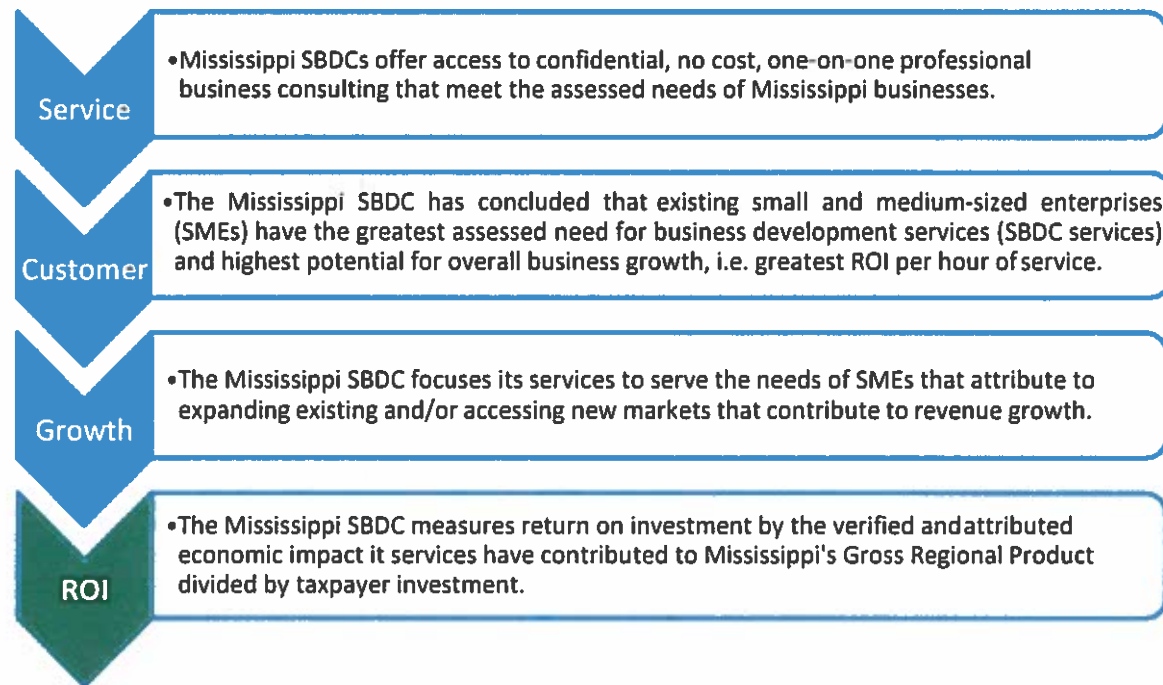 Service
•Mississippi SBDCs offer access to confidential, no cost, one-on-one professional
business consulting that meet the assessed needs of Mississippi businesses.
Customer
•The Mississippi SBDC has concluded that existing small and medium-sized enterprises
(SMEs) have the greatest assessed need for business development services (SBDC services)
and highest potential for overall business growth, i.e. greatest ROI per hour of service.
Growth
•The Mississippi SBDC focuses its services to serve the needs of SMEs that attribute to
expanding existing and/or accessing new markets that contribute to revenue growth.
ROI
•The Mississippi SBDC measures return on investment by the verified and attributed
economic impact it services have contributed to Mississippi's Gross Regional Product
divided by taxpayer investment.